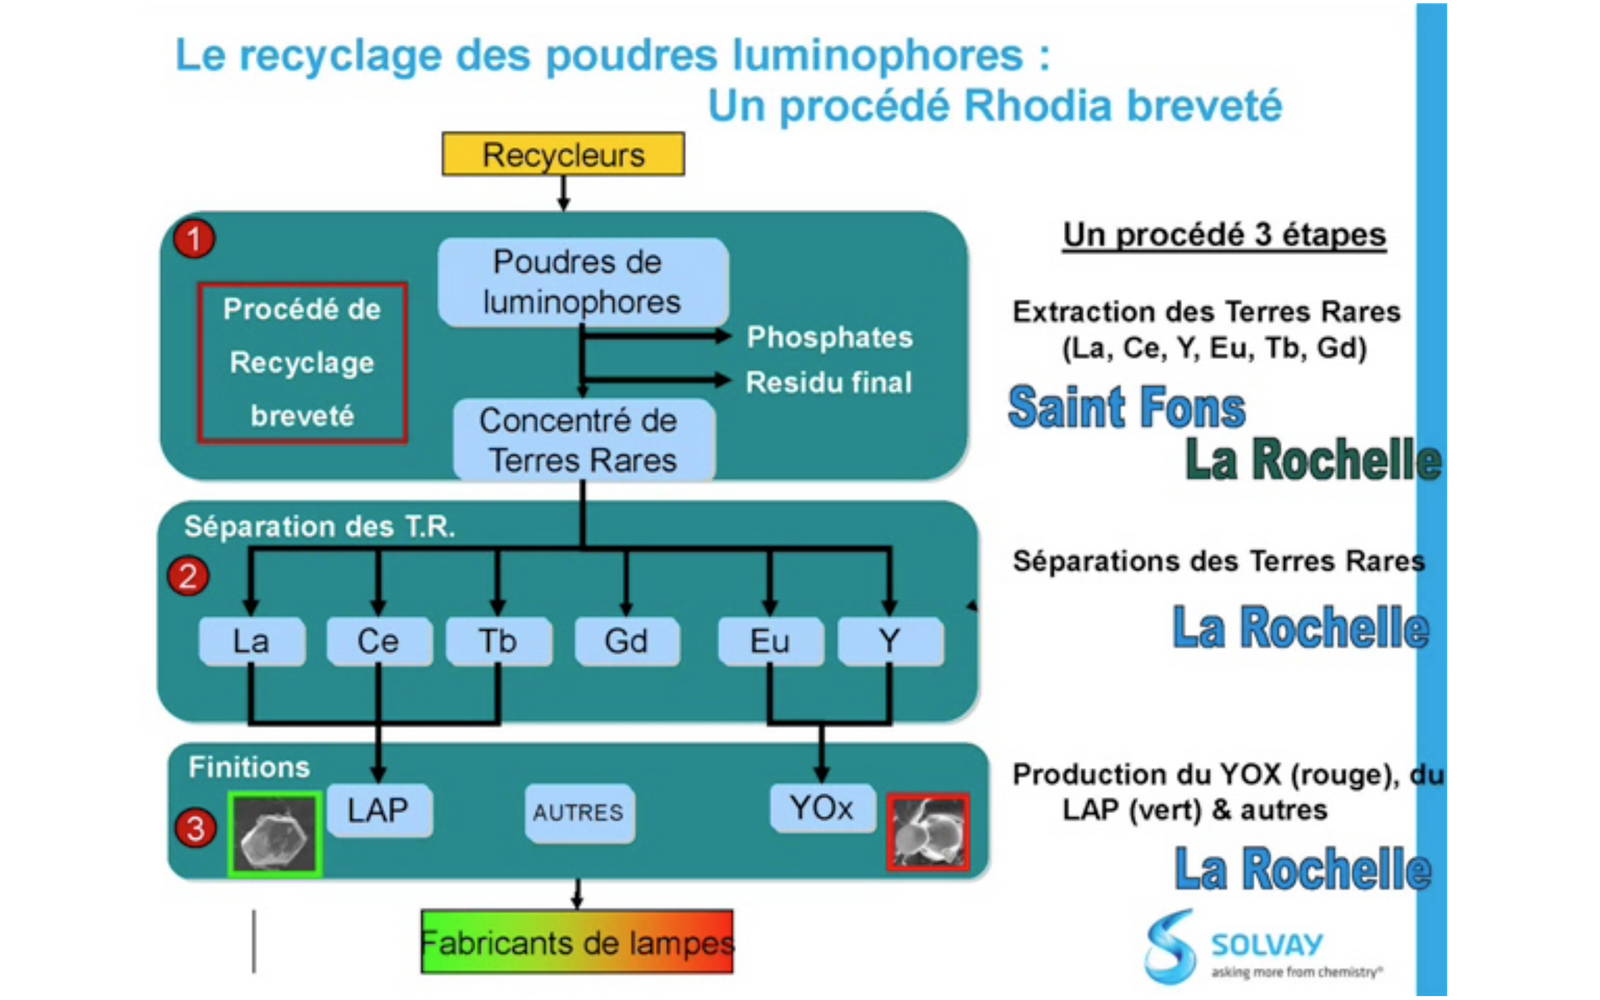 Le recyclage des poudres luminophores :
Un procédé Rhodia breveté
Recycleurs
1
Procédé de
Recyclage
breveté
Poudres de
luminophores
Phosphates
Residu final
Concentré de
Terres Rares
Un procédé 3 étapes
Extraction des Terres Rares
(La, Ce, Y, Eu, Tb, Gd)
Saint Fons
La Rochelle
Séparation des T.R.
2
La Ce Tb Gd Eu Y
Séparations des Terres Rares
La Rochelle
Finitions
3
LAP
AUTRES
YOx
Production du YOX (rouge), du
LAP (vert) & autres
La Rochelle
Fabricants de lampes
SOLVAY
asking more from chemistry®